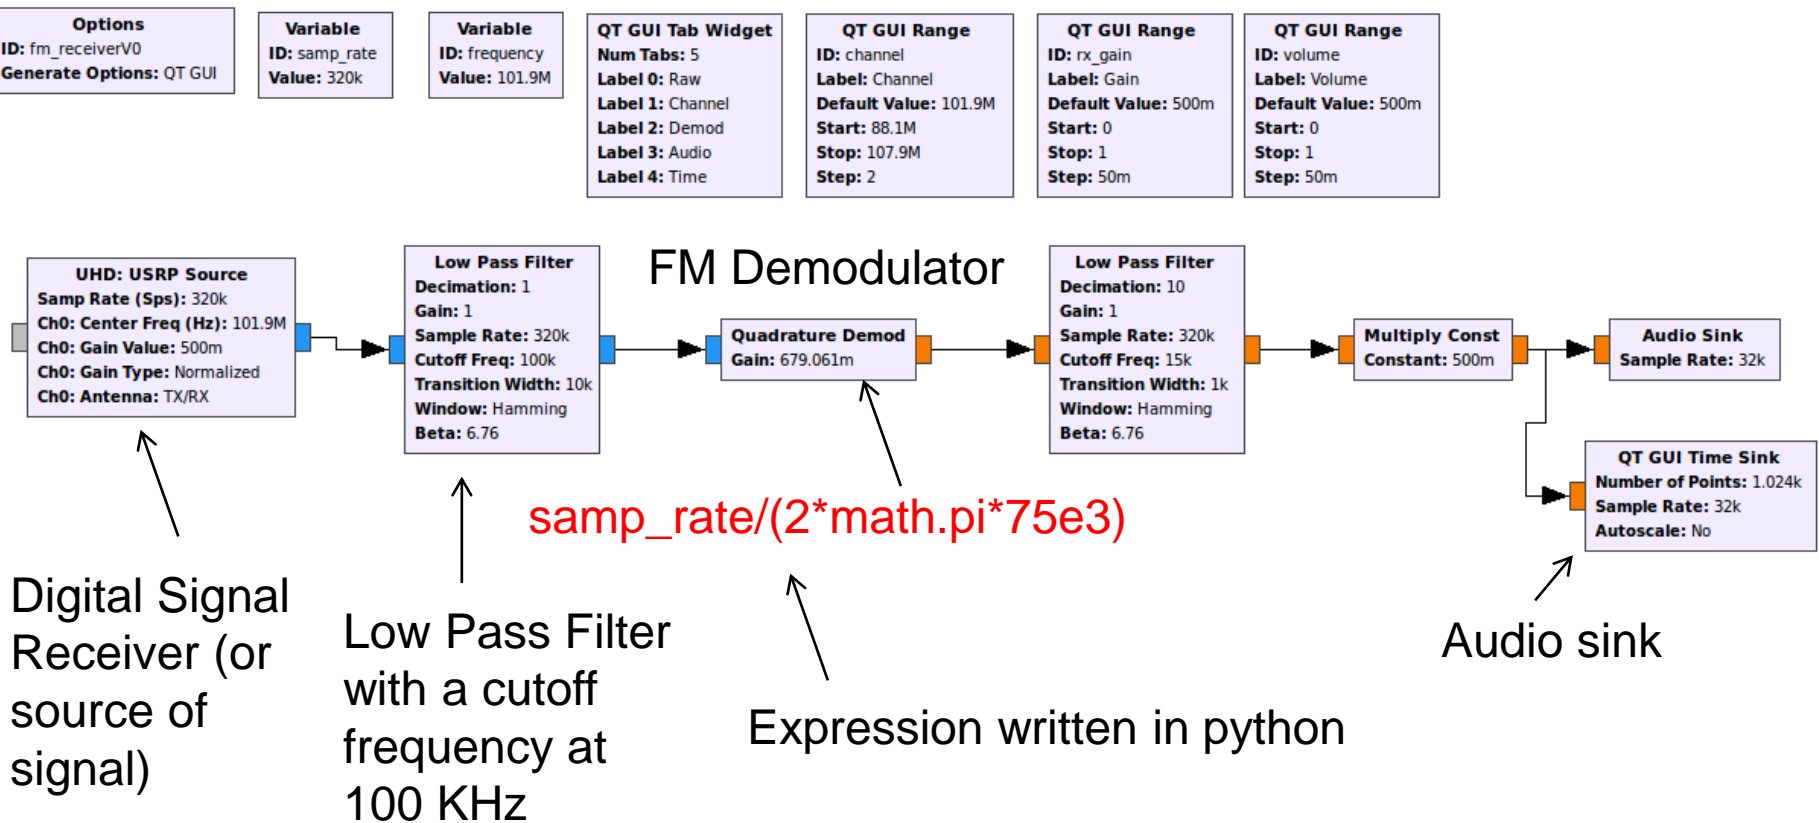 Options
ID: fm_receiverV0
Generate Options: QT GUI
Variable
ID: samp_rate
Value: 320k
Variable
ID: frequency
Value: 101.9M
QT GUI Tab Widget
Num Tabs: 5
Label 0: Raw
Label 1: Channel
Label 2: Demod
Label 3: Audio
Label 4: Time
QT GUI Range
ID: channel
Label: Channel
Default Value: 101.9M
Start: 88.1M
Stop: 107.9M
Step: 2
QT GUI Range
ID: rx_gain
Label: Gain
Default Value: 500m
Start: 0
Stop: 1
Step: 50m
QT GUI Range
ID: volume
Label: Volume
Default Value: 500m
Start: 0
Stop: 1
Step: 50m
UHD: USRP Source
Samp Rate (Sps): 320k
Ch0: Center Freq (Hz): 101.9M
Ch0: Gain Value: 500m
Ch0: Gain Type: Normalized
Ch0: Antenna: TX/RX
Low Pass Filter
Decimation: 1
Gain: 1
Sample Rate: 320k
Cutoff Freq: 100k
Transition Width: 10k
Window: Hamming
Beta: 6.76
FM Demodulator
Quadrature Demod
Gain: 679.061m
Low Pass Filter
Decimation: 10
Gain: 1
Sample Rate: 320k
Cutoff Freq: 15k
Transition Width: 1k
Window: Hamming
Beta: 6.76
Multiply Const
Constant: 500m
Audio Sink
Sample Rate: 32k
QT GUI Time Sink
Number of Points: 1.024k
Sample Rate: 32k
Autoscale: No
samp_rate/(2*math.pi*75e3)
Digital Signal
Receiver (or
source of
signal)
Low Pass Filter
with a cutoff
frequency at
100 KHz
Expression written in python
Audio sink